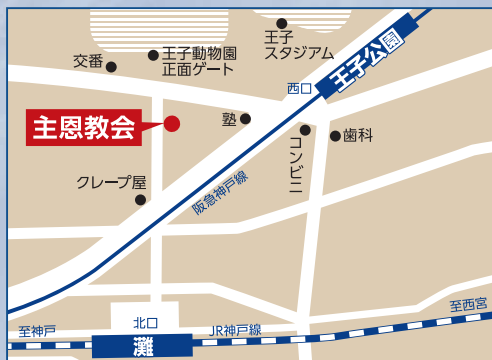 王子
スタジアム
交番
王子動物園
正面ゲート
王子公園
西口
主恩教会
塾
歯科
コンビニ
クレープ屋
阪急神戸線
至西宮
北口
至神戸
灘
JR神戸線